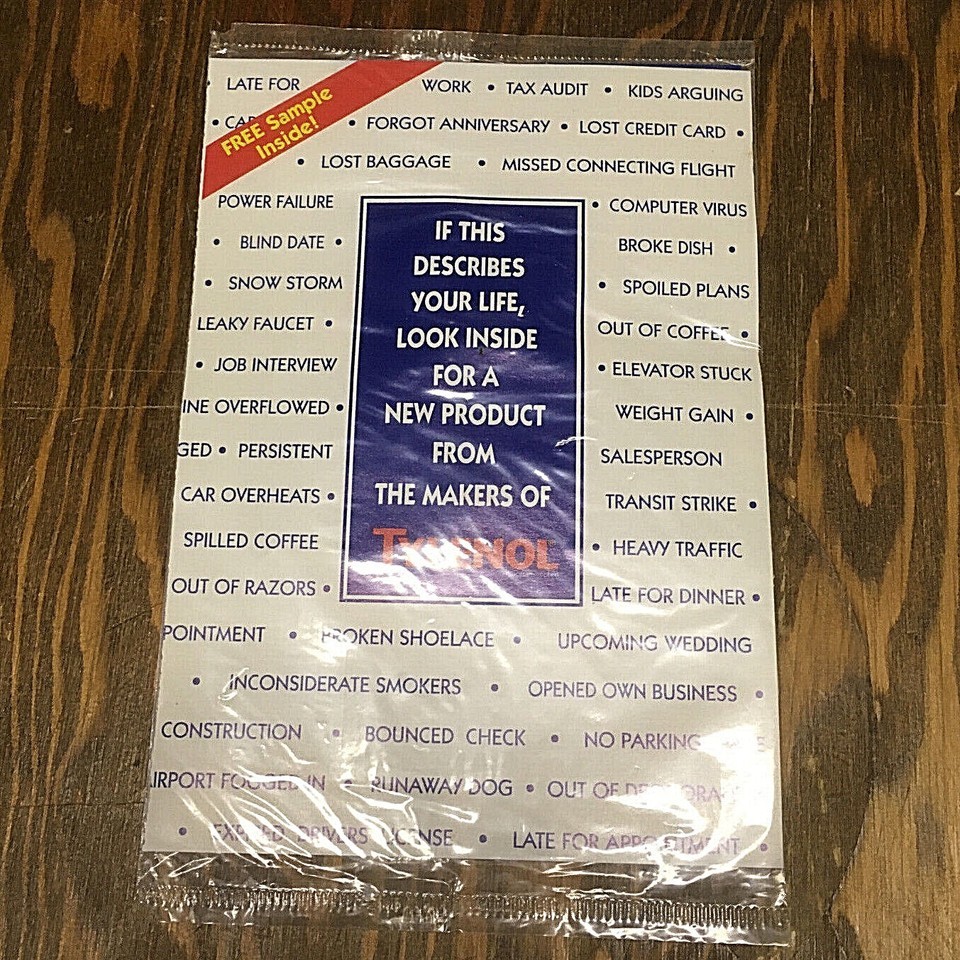 LATE FOR WORK • TAX AUDIT • KIDS ARGUING
FREE Sample
Inside!
• FORGOT ANNIVERSARY • LOST CREDIT CARD •
• LOST BAGGAGE • MISSED CONNECTING FLIGHT
POWER FAILURE
• BLIND DATE •
• SNOW STORM
LEAKY FAUCET •
• JOB INTERVIEW
INE OVERFLOWED •
GED • PERSISTENT
CAR OVERHEATS •
SPILLED COFFEE
OUT OF RAZORS •
IF THIS
DESCRIBES
YOUR LIFE,
LOOK INSIDE
FOR A
NEW PRODUCT
FROM
THE MAKERS OF
TYLENOL
• COMPUTER VIRUS
BROKE DISH •
• SPOILED PLANS
OUT OF COFFEE •
• ELEVATOR STUCK
WEIGHT GAIN •
SALESPERSON
TRANSIT STRIKE •
• HEAVY TRAFFIC
LATE FOR DINNER •
POINTMENT • BROKEN SHOELACE • UPCOMING WEDDING
• INCONSIDERATE SMOKERS • OPENED OWN BUSINESS •
CONSTRUCTION • BOUNCED CHECK • NO PARKING
AIRPORT FOGGED IN • RUNAWAY DOG • OUT OF
• EXPIRED DRIVERS LICENSE • LATE FOR APPOINTMENT •